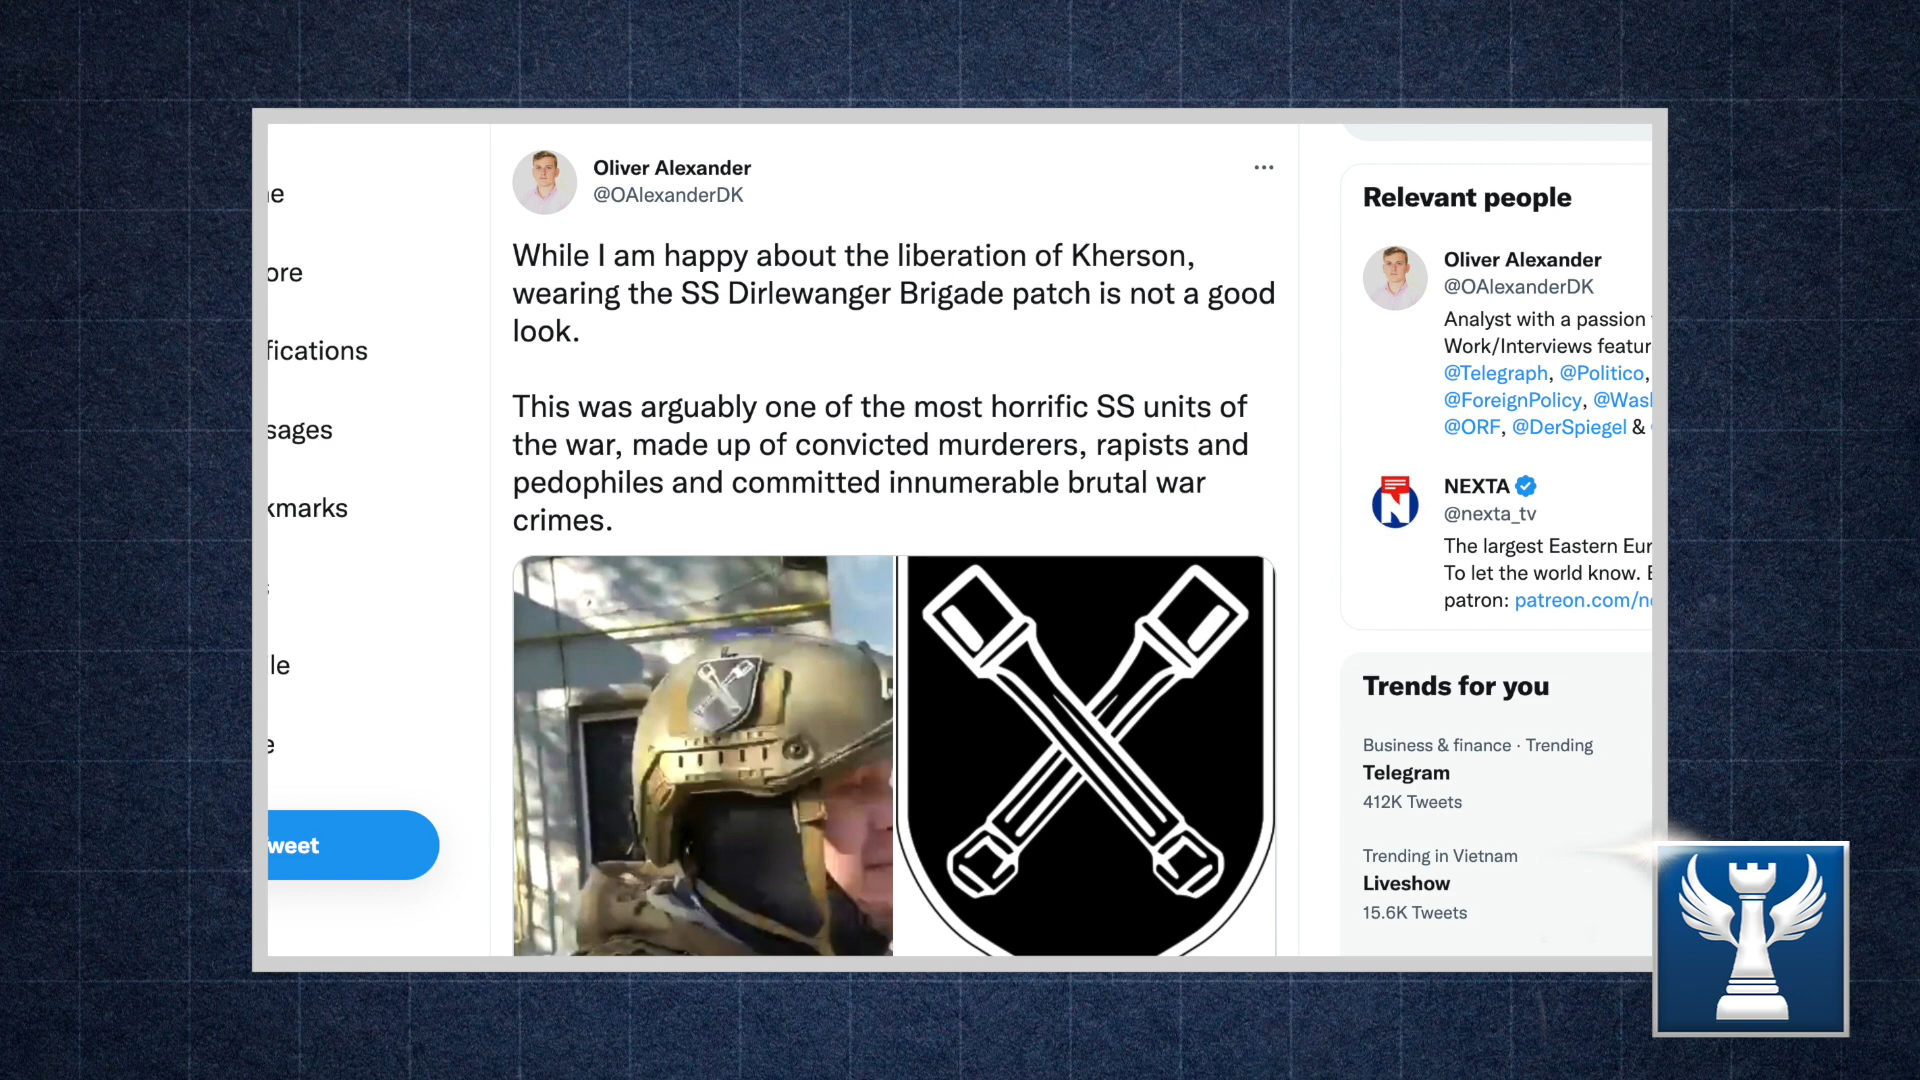 e
ore
fications
sages
kmarks
le
e
weet
Oliver Alexander
@OAlexanderDK
While I am happy about the liberation of Kherson,
wearing the SS Dirlewanger Brigade patch is not a good
look.
This was arguably one of the most horrific SS units of
the war, made up of convicted murderers, rapists and
pedophiles and committed innumerable brutal war
crimes.
Relevant people
Oliver Alexander
@OAlexanderDK
Analyst with a passion
Work/Interviews featur
@Telegraph, @Politico,
@ForeignPolicy, @Was
@ORF, @DerSpiegel &
NEXTA
@nexta_tv
The largest Eastern Eur
To let the world know.
patron: patreon.com/n
Trends for you
Business & finance · Trending
Telegram
412K Tweets
Trending in Vietnam
Liveshow
15.6K Tweets